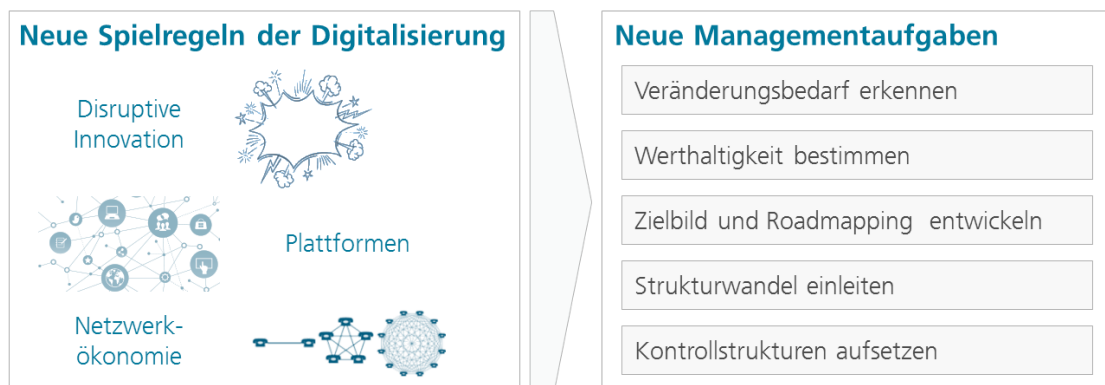 Neue Spielregeln der Digitalisierung
Disruptive
Innovation
Plattformen
Netzwerk-
ökonomie
Neue Managementaufgaben
Veränderungsbedarf erkennen
Werthaltigkeit bestimmen
Zielbild und Roadmapping entwickeln
Strukturwandel einleiten
Kontrollstrukturen aufsetzen